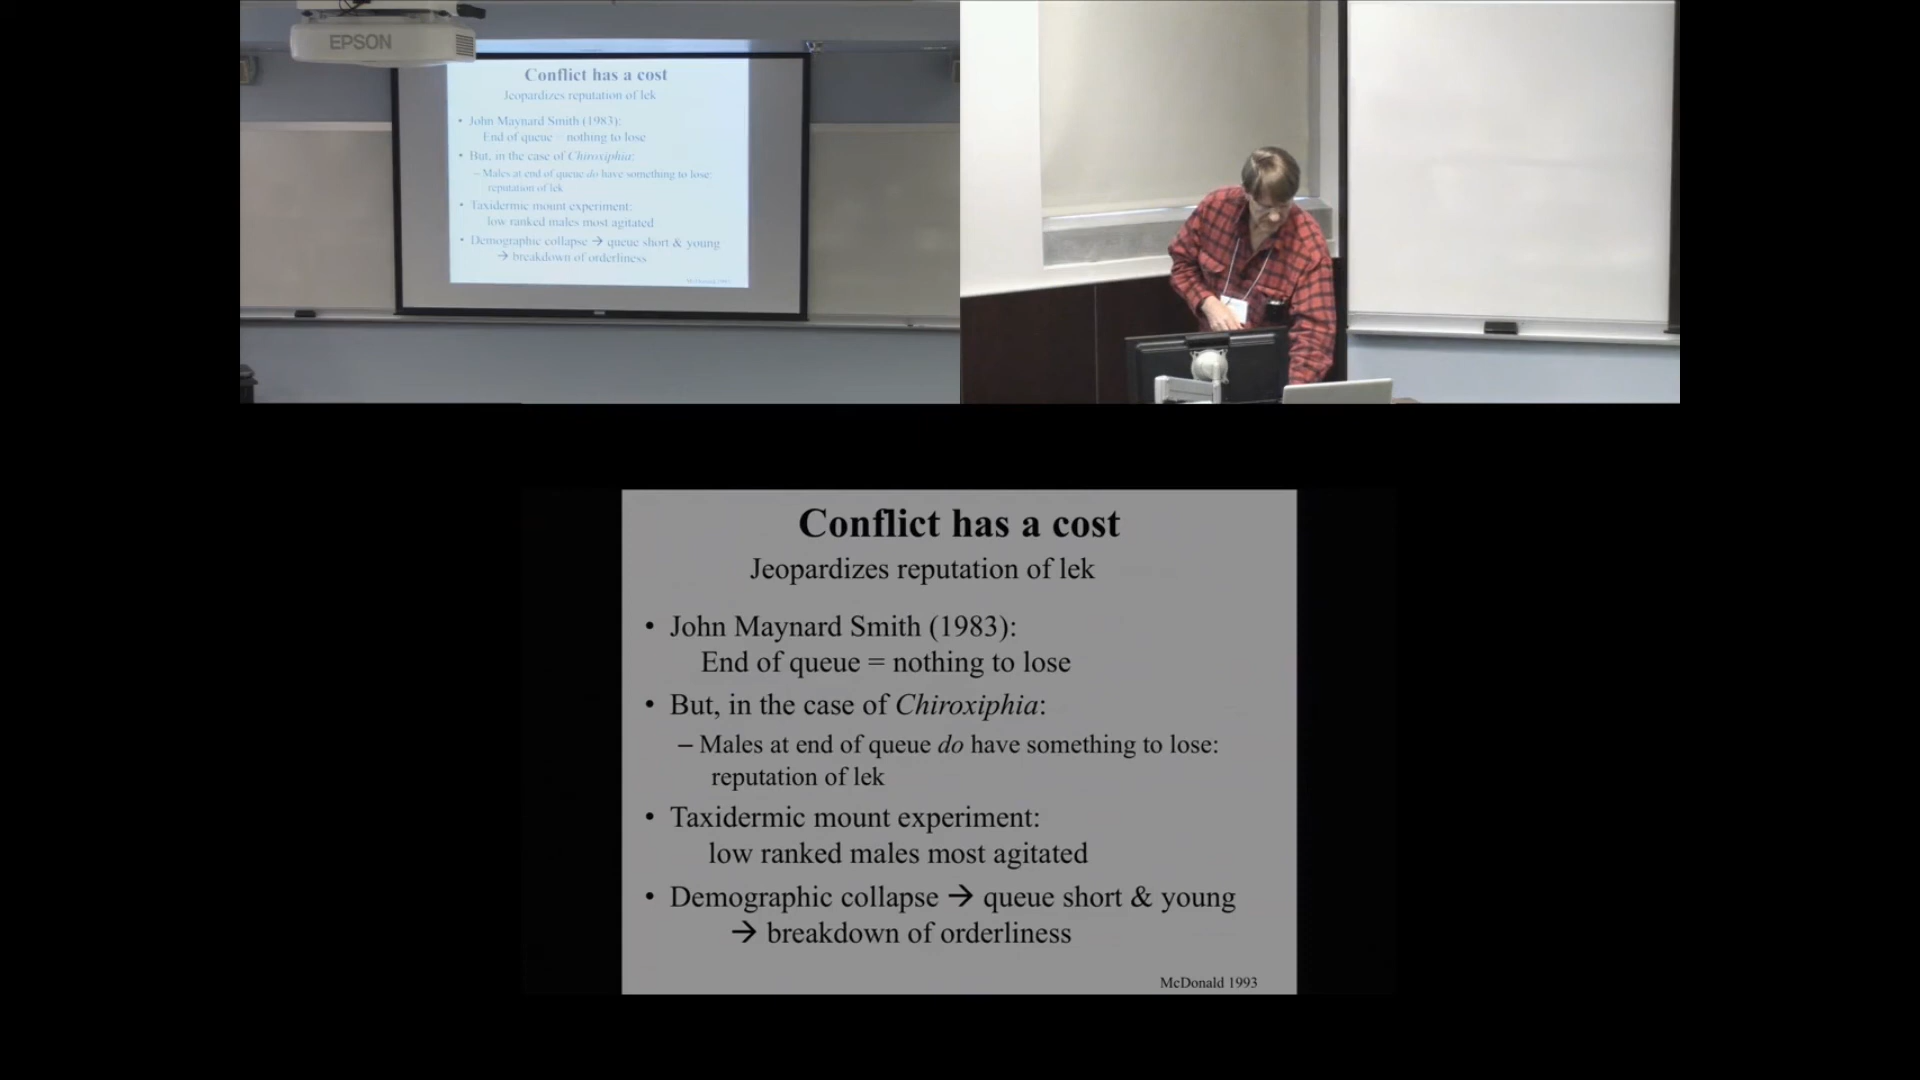 EPSON
Conflict has a cost
Jeopardizes reputation of lek
• John Maynard Smith (1983):
End of queue = nothing to lose
• But, in the case of Chiroxiphia:
– Males at end of queue do have something to lose:
reputation of lek
• Taxidermic mount experiment:
low ranked males most agitated
• Demographic collapse → queue short & young
→ breakdown of orderliness
McDonald 1993
Conflict has a cost
Jeopardizes reputation of lek
• John Maynard Smith (1983):
End of queue = nothing to lose
• But, in the case of Chiroxiphia:
– Males at end of queue do have something to lose:
reputation of lek
• Taxidermic mount experiment:
low ranked males most agitated
• Demographic collapse → queue short & young
→ breakdown of orderliness
McDonald 1993